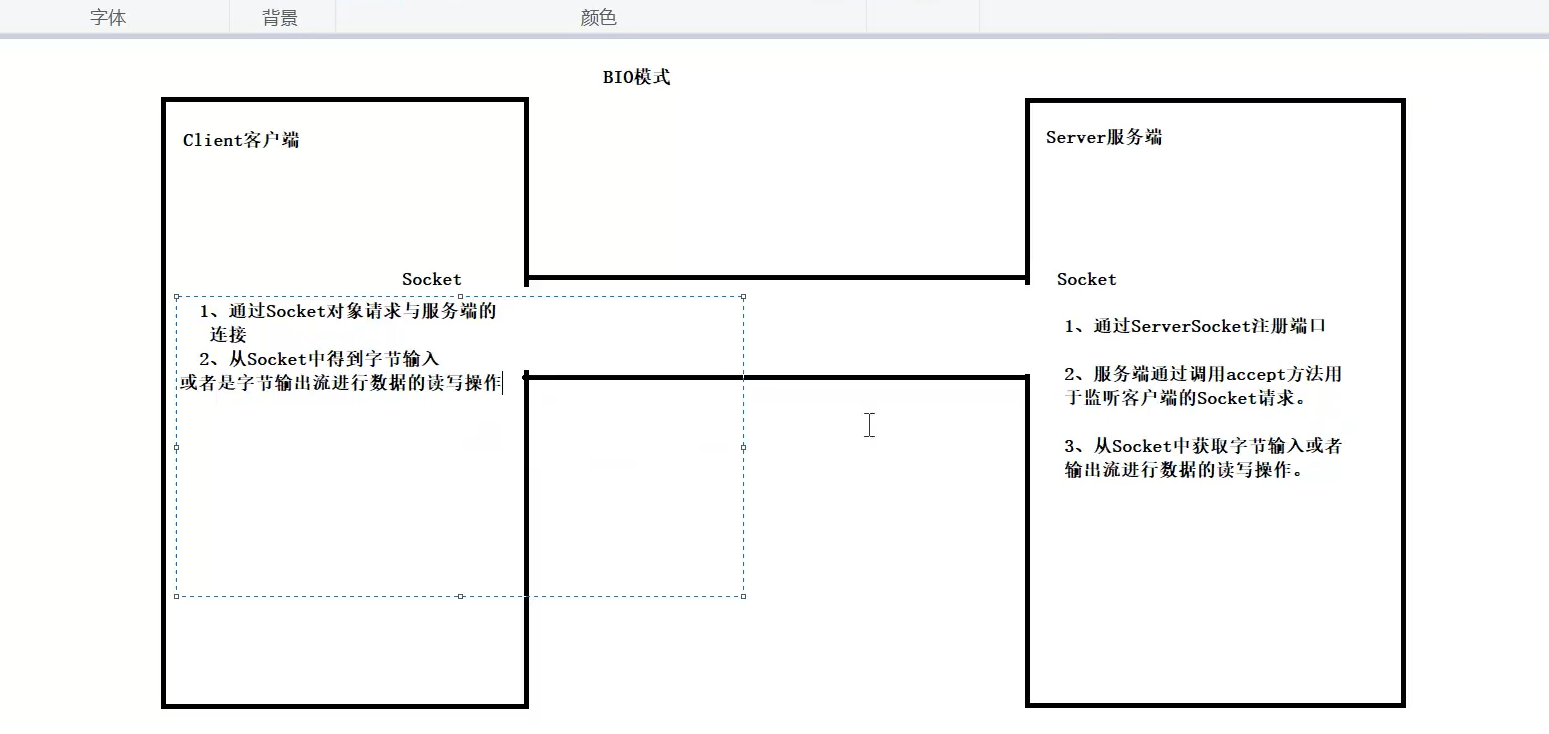 字体
背景
颜色
BIO模式
Client客户端
Server服务端
Socket
1、通过Socket对象请求与服务端的
连接
2、从Socket中得到字节输入
或者是字节输出流进行数据的读写操作
Socket
1、通过ServerSocket注册端口
2、服务端通过调用accept方法用
于监听客户端的Socket请求。
3、从Socket中获取字节输入或者
输出流进行数据的读写操作。